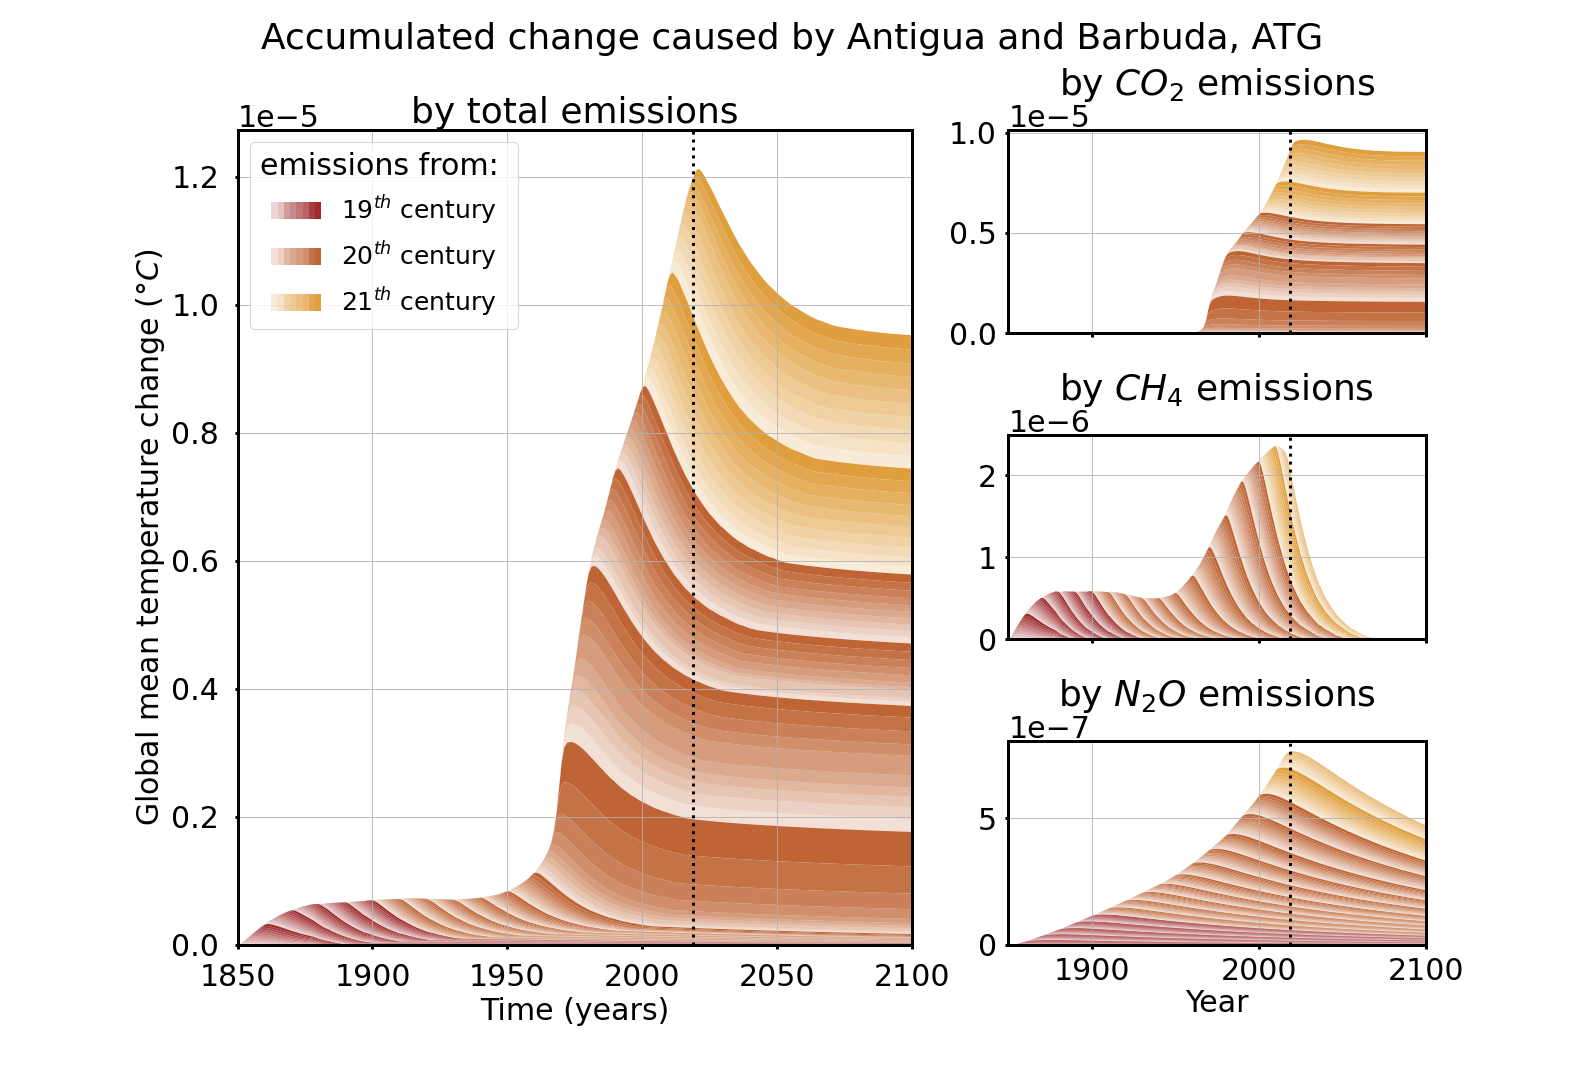 Accumulated change caused by Antigua and Barbuda, ATG
by total emissions
1e−5
emissions from:
19th century
20th century
21th century
Global mean temperature change (°C)
1.2
1.0
0.8
0.6
0.4
0.2
0.0
1850 1900 1950 2000 2050 2100
Time (years)
by CO2 emissions
1e−5
1.0
0.5
0.0
by CH4 emissions
1e−6
2
1
0
by N2O emissions
1e−7
5
0
1900 2000 2100
Year